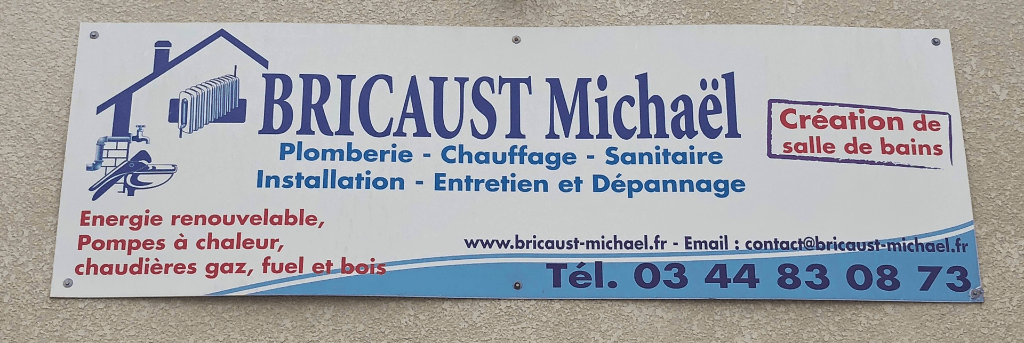 BRICAUST Michaël
Plomberie - Chauffage - Sanitaire
Installation - Entretien et Dépannage
Création de
salle de bains
Energie renouvelable,
Pompes à chaleur,
chaudières gaz, fuel et bois
www.bricaust-michael.fr - Email : contact@bricaust-michael.fr
Tél. 03 44 83 08 73